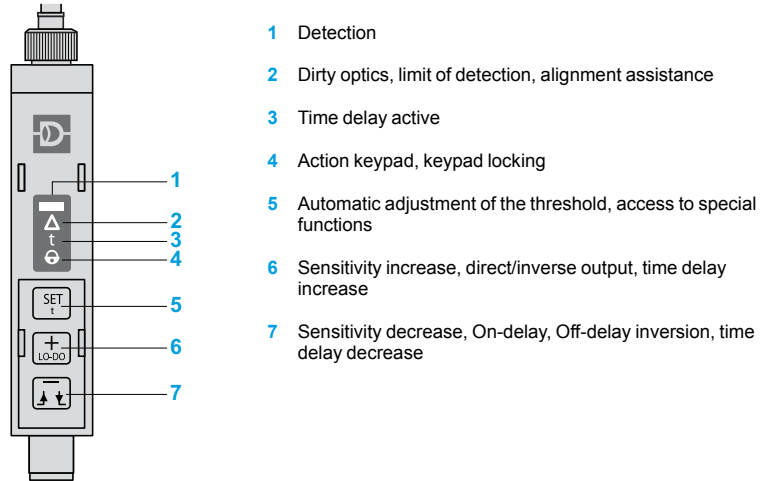 1 Detection
2 Dirty optics, limit of detection, alignment assistance
3 Time delay active
4 Action keypad, keypad locking
5 Automatic adjustment of the threshold, access to special
functions
6 Sensitivity increase, direct/inverse output, time delay
increase
7 Sensitivity decrease, On-delay, Off-delay inversion, time
delay decrease
1
2
t 3
4
SET
t 5
+ 6
LO-DO
7